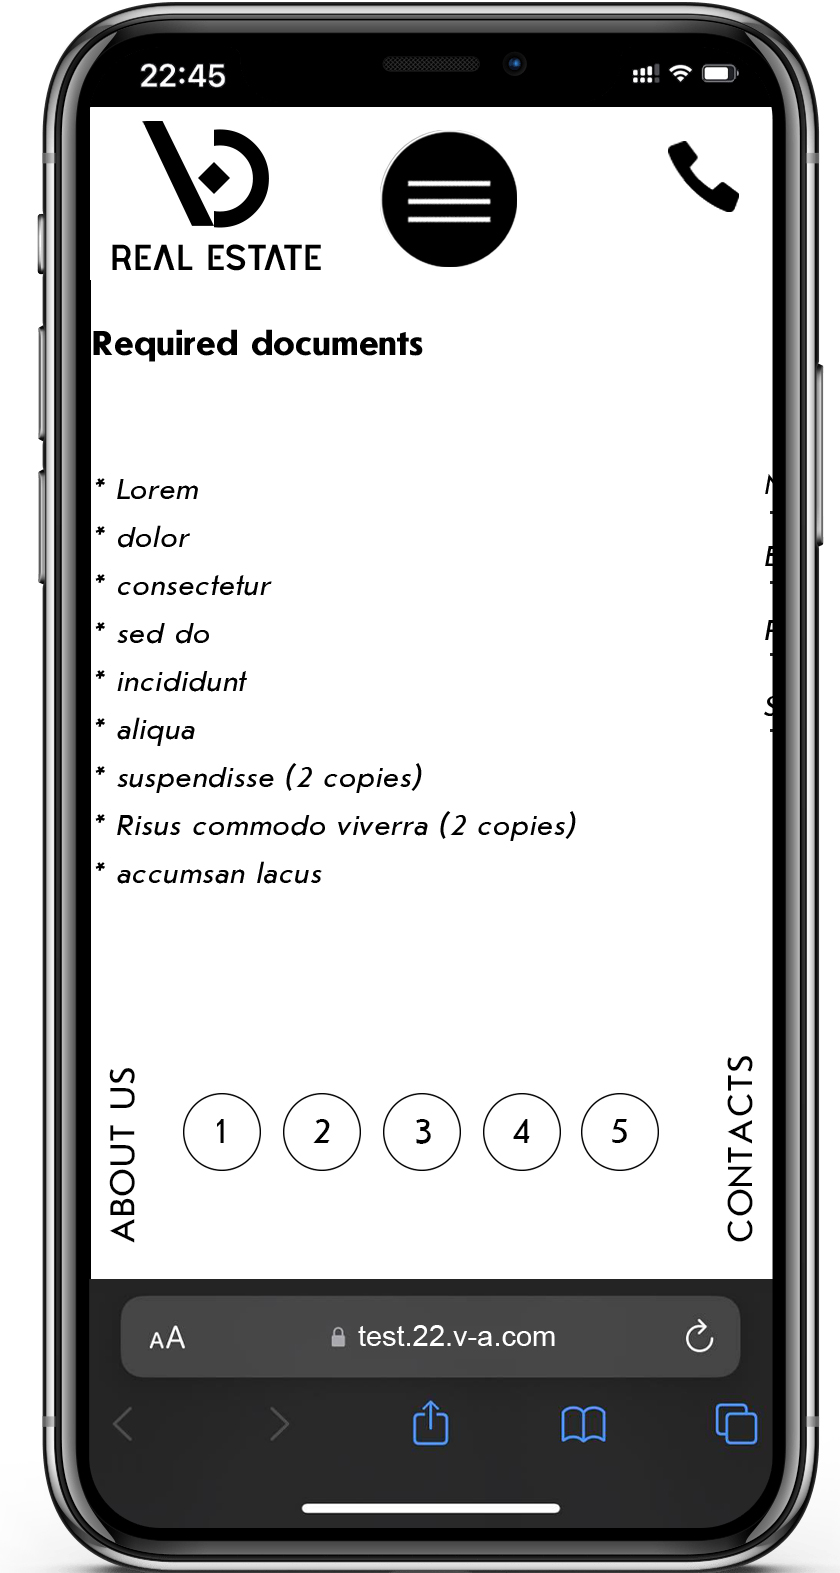 22:45
REAL ESTATE
Required documents
* Lorem
* dolor
* consectetur
* sed do
* incididunt
* aliqua
* suspendisse (2 copies)
* Risus commodo viverra (2 copies)
* accumsan lacus
ABOUT US
1 2 3 4 5
CONTACTS
AA test.22.v-a.com